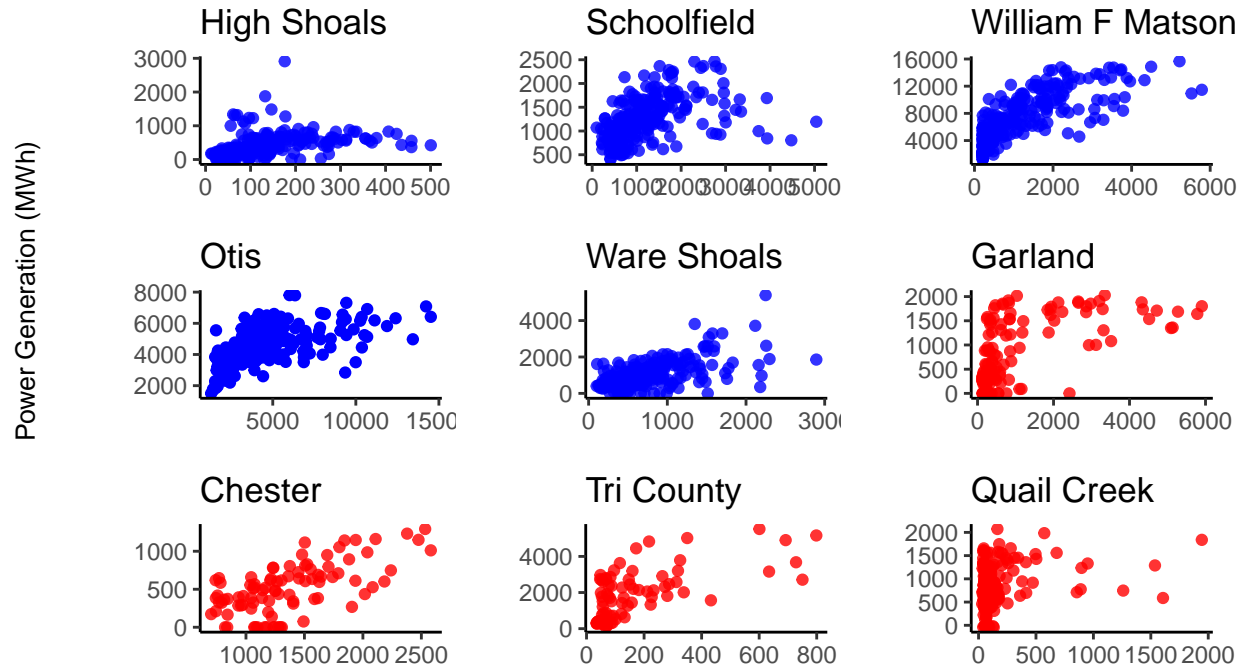 High Shoals Schoolfield William F Matson
3000
2000
1000
0
0 100 200 300 400 500
2500
2000
1500
1000
500
0 1000 2000 3000 4000 5000
16000
12000
8000
4000
0 2000 4000 6000
Power Generation (MWh)
Otis Ware Shoals Garland
8000
6000
4000
2000
5000 10000 1500
4000
2000
0
0 1000 2000 3000
2000
1500
1000
500
0
0 2000 4000 6000
Chester Tri County Quail Creek
1000
500
0
1000 1500 2000 2500
4000
2000
0
0 200 400 600 800
2000
1500
1000
500
0
0 500 1000 1500 2000